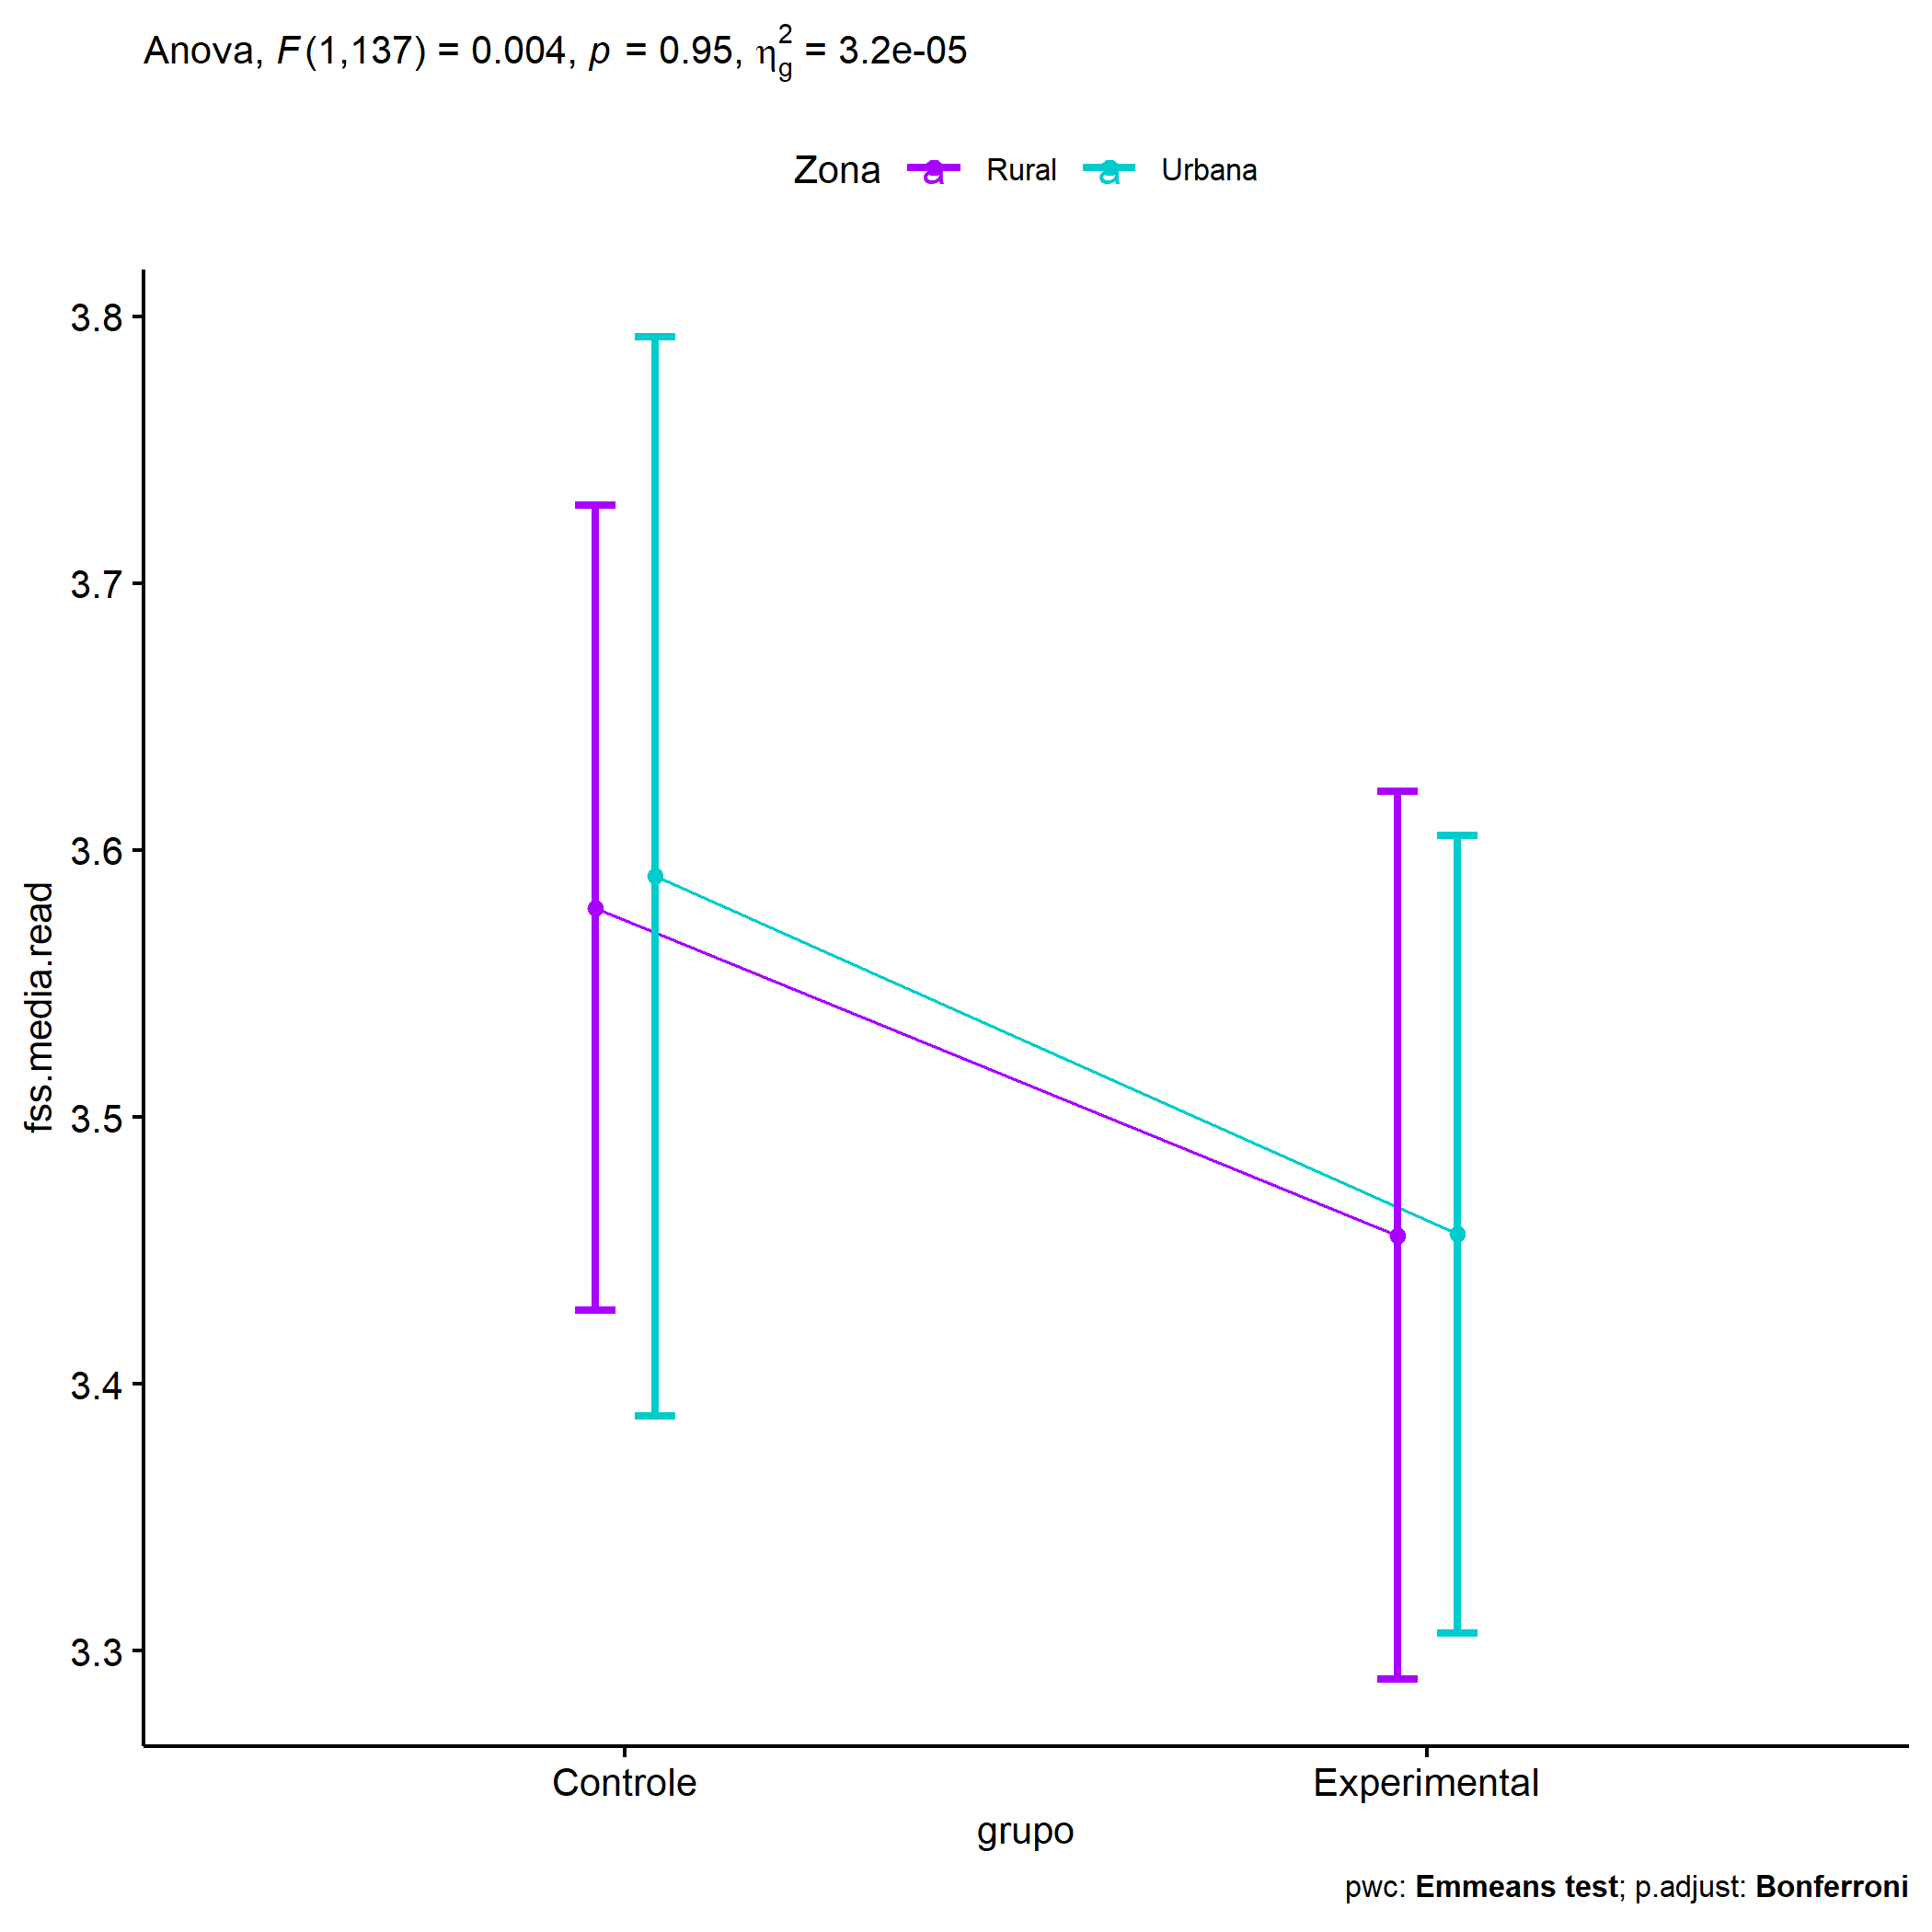 Anova, F(1,137) = 0.004, p = 0.95, η²g = 3.2e-05
Zona a Rural a Urbana
3.8
3.7
3.6
3.5
3.4
3.3
fss.media.read
Controle Experimental
grupo
pwc: Emmeans test; p.adjust: Bonferroni